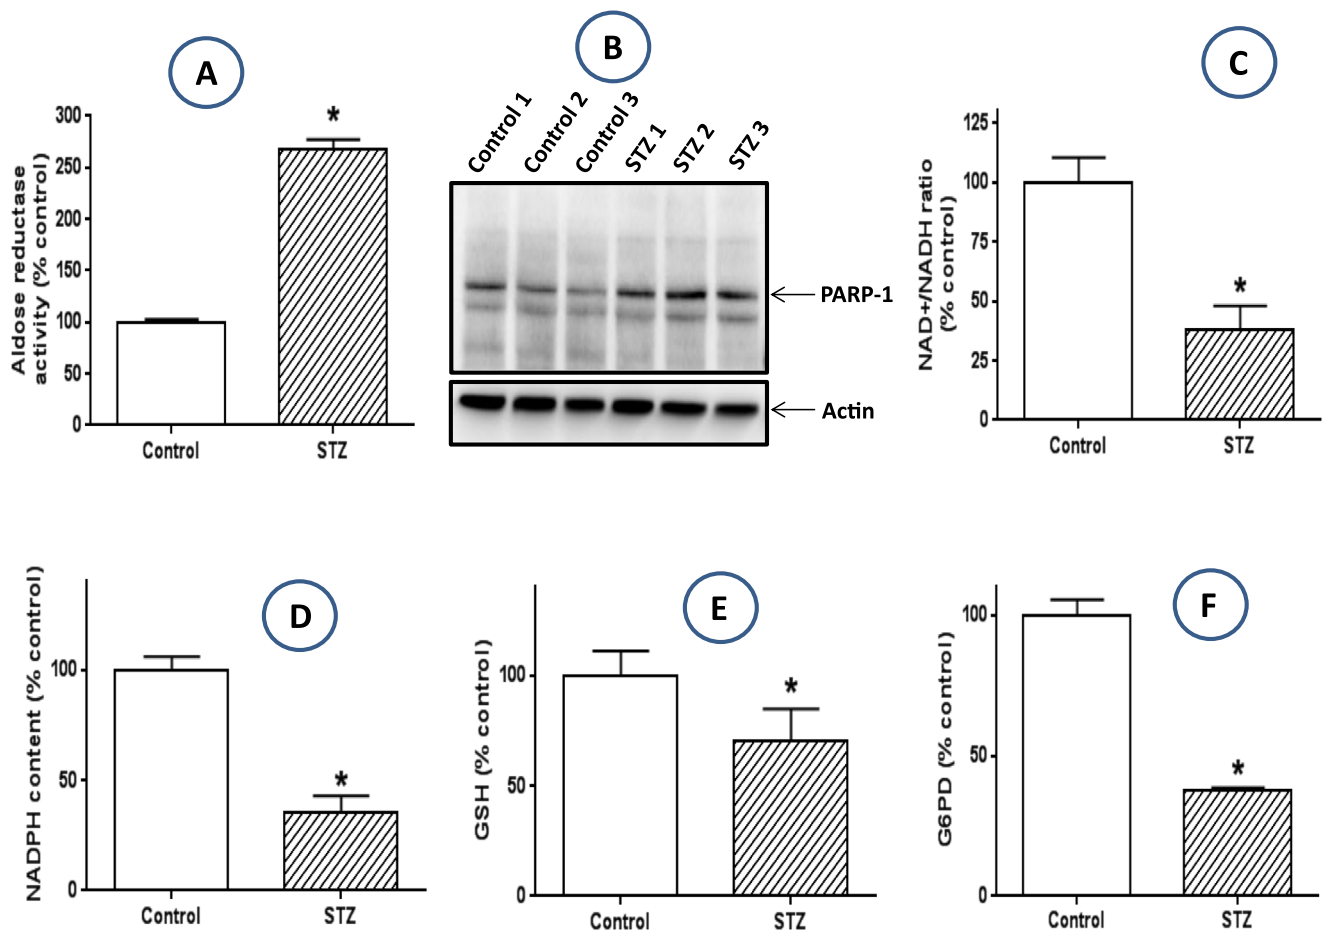 A
Aldose reductase
activity (% control)
300
250
200
150
100
50
0
*
Control
STZ
B
Control 1
Control 2
Control 3
STZ 1
STZ 2
STZ 3
PARP-1
Actin
C
NAD+/NADH ratio
(% control)
125
100
75
50
25
0
*
Control
STZ
D
NADPH content (% control)
100
50
0
*
Control
STZ
E
GSH (% control)
100
50
0
*
Control
STZ
F
G6PD (% control)
100
50
0
*
Control
STZ